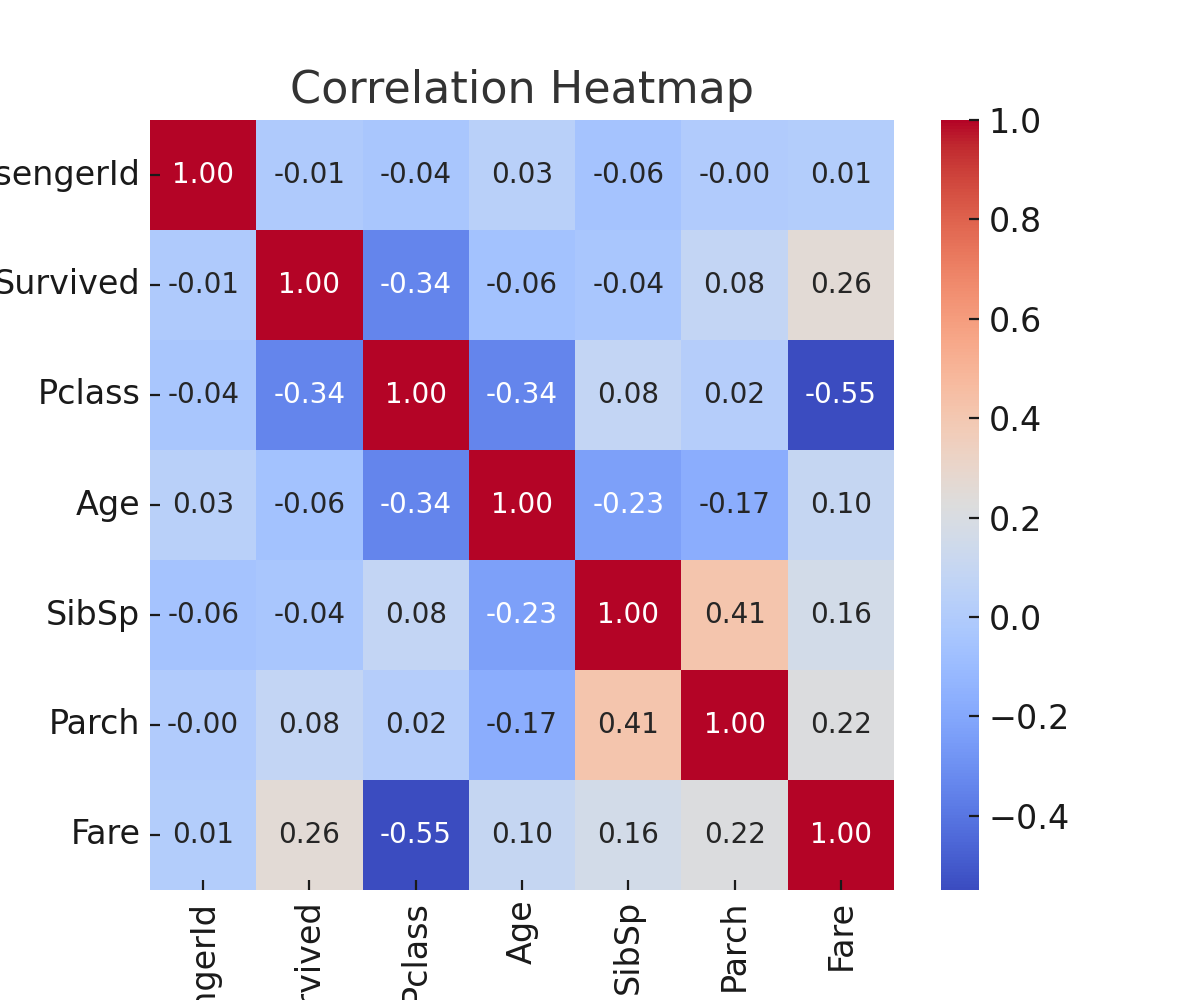 Correlation Heatmap
sengerId 1.00 -0.01 -0.04 0.03 -0.06 -0.00 0.01
Survived -0.01 1.00 -0.34 -0.06 -0.04 0.08 0.26
Pclass -0.04 -0.34 1.00 -0.34 0.08 0.02 -0.55
Age 0.03 -0.06 -0.34 1.00 -0.23 -0.17 0.10
SibSp -0.06 -0.04 0.08 -0.23 1.00 0.41 0.16
Parch -0.00 0.08 0.02 -0.17 0.41 1.00 0.22
Fare 0.01 0.26 -0.55 0.10 0.16 0.22 1.00
ngerId rvived Pclass Age SibSp Parch Fare
1.0
0.8
0.6
0.4
0.2
0.0
−0.2
−0.4